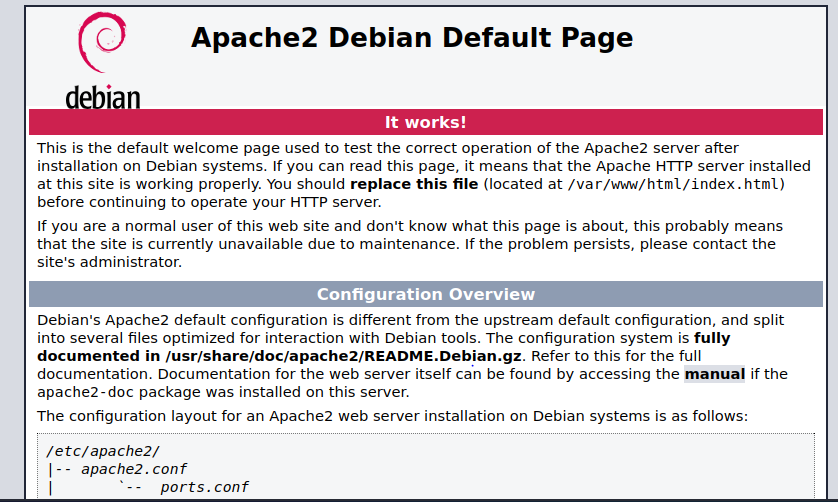 Apache2 Debian Default Page
debian
It works!
This is the default welcome page used to test the correct operation of the Apache2 server after
installation on Debian systems. If you can read this page, it means that the Apache HTTP server installed
at this site is working properly. You should replace this file (located at /var/www/html/index.html)
before continuing to operate your HTTP server.
If you are a normal user of this web site and don't know what this page is about, this probably means
that the site is currently unavailable due to maintenance. If the problem persists, please contact the
site's administrator.
Configuration Overview
Debian's Apache2 default configuration is different from the upstream default configuration, and split
into several files optimized for interaction with Debian tools. The configuration system is fully
documented in /usr/share/doc/apache2/README.Debian.gz. Refer to this for the full
documentation. Documentation for the web server itself can be found by accessing the manual if the
apache2-doc package was installed on this server.
The configuration layout for an Apache2 web server installation on Debian systems is as follows:
/etc/apache2/
|-- apache2.conf
|       `--  ports.conf